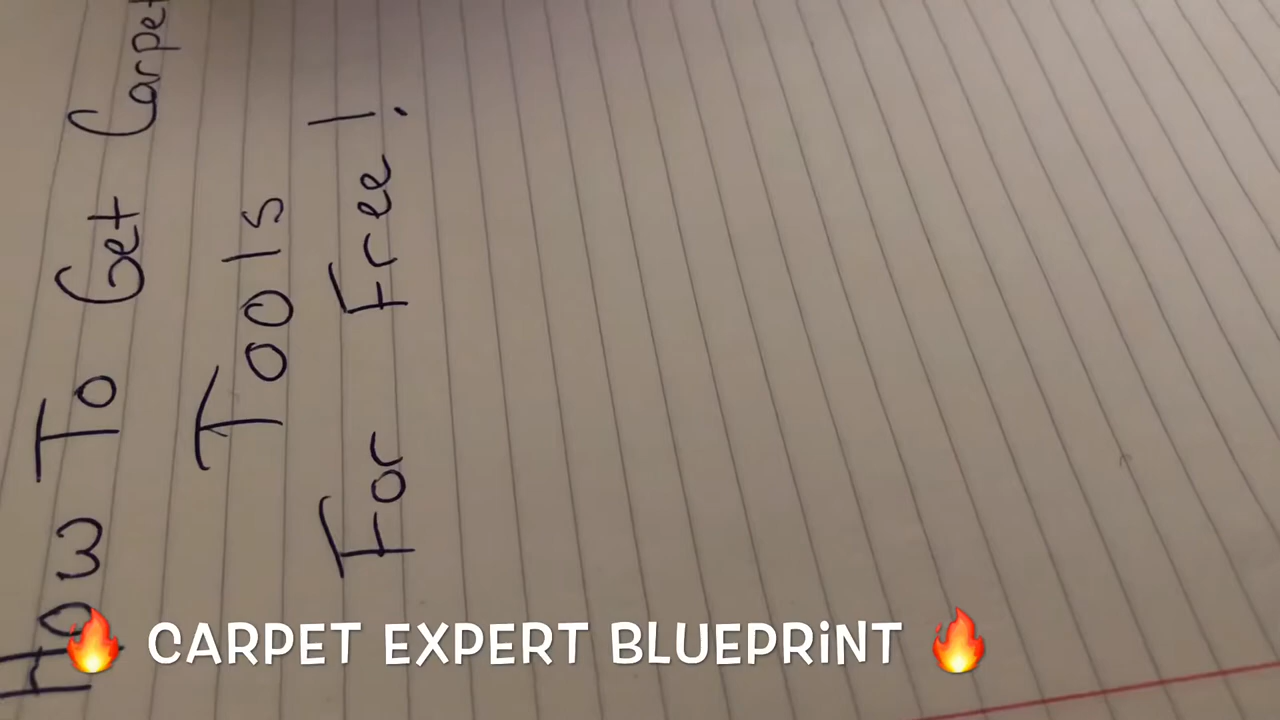 How To Get Carpet
Tools
For Free!
🔥 CARPET EXPERT BLUEPRINT 🔥